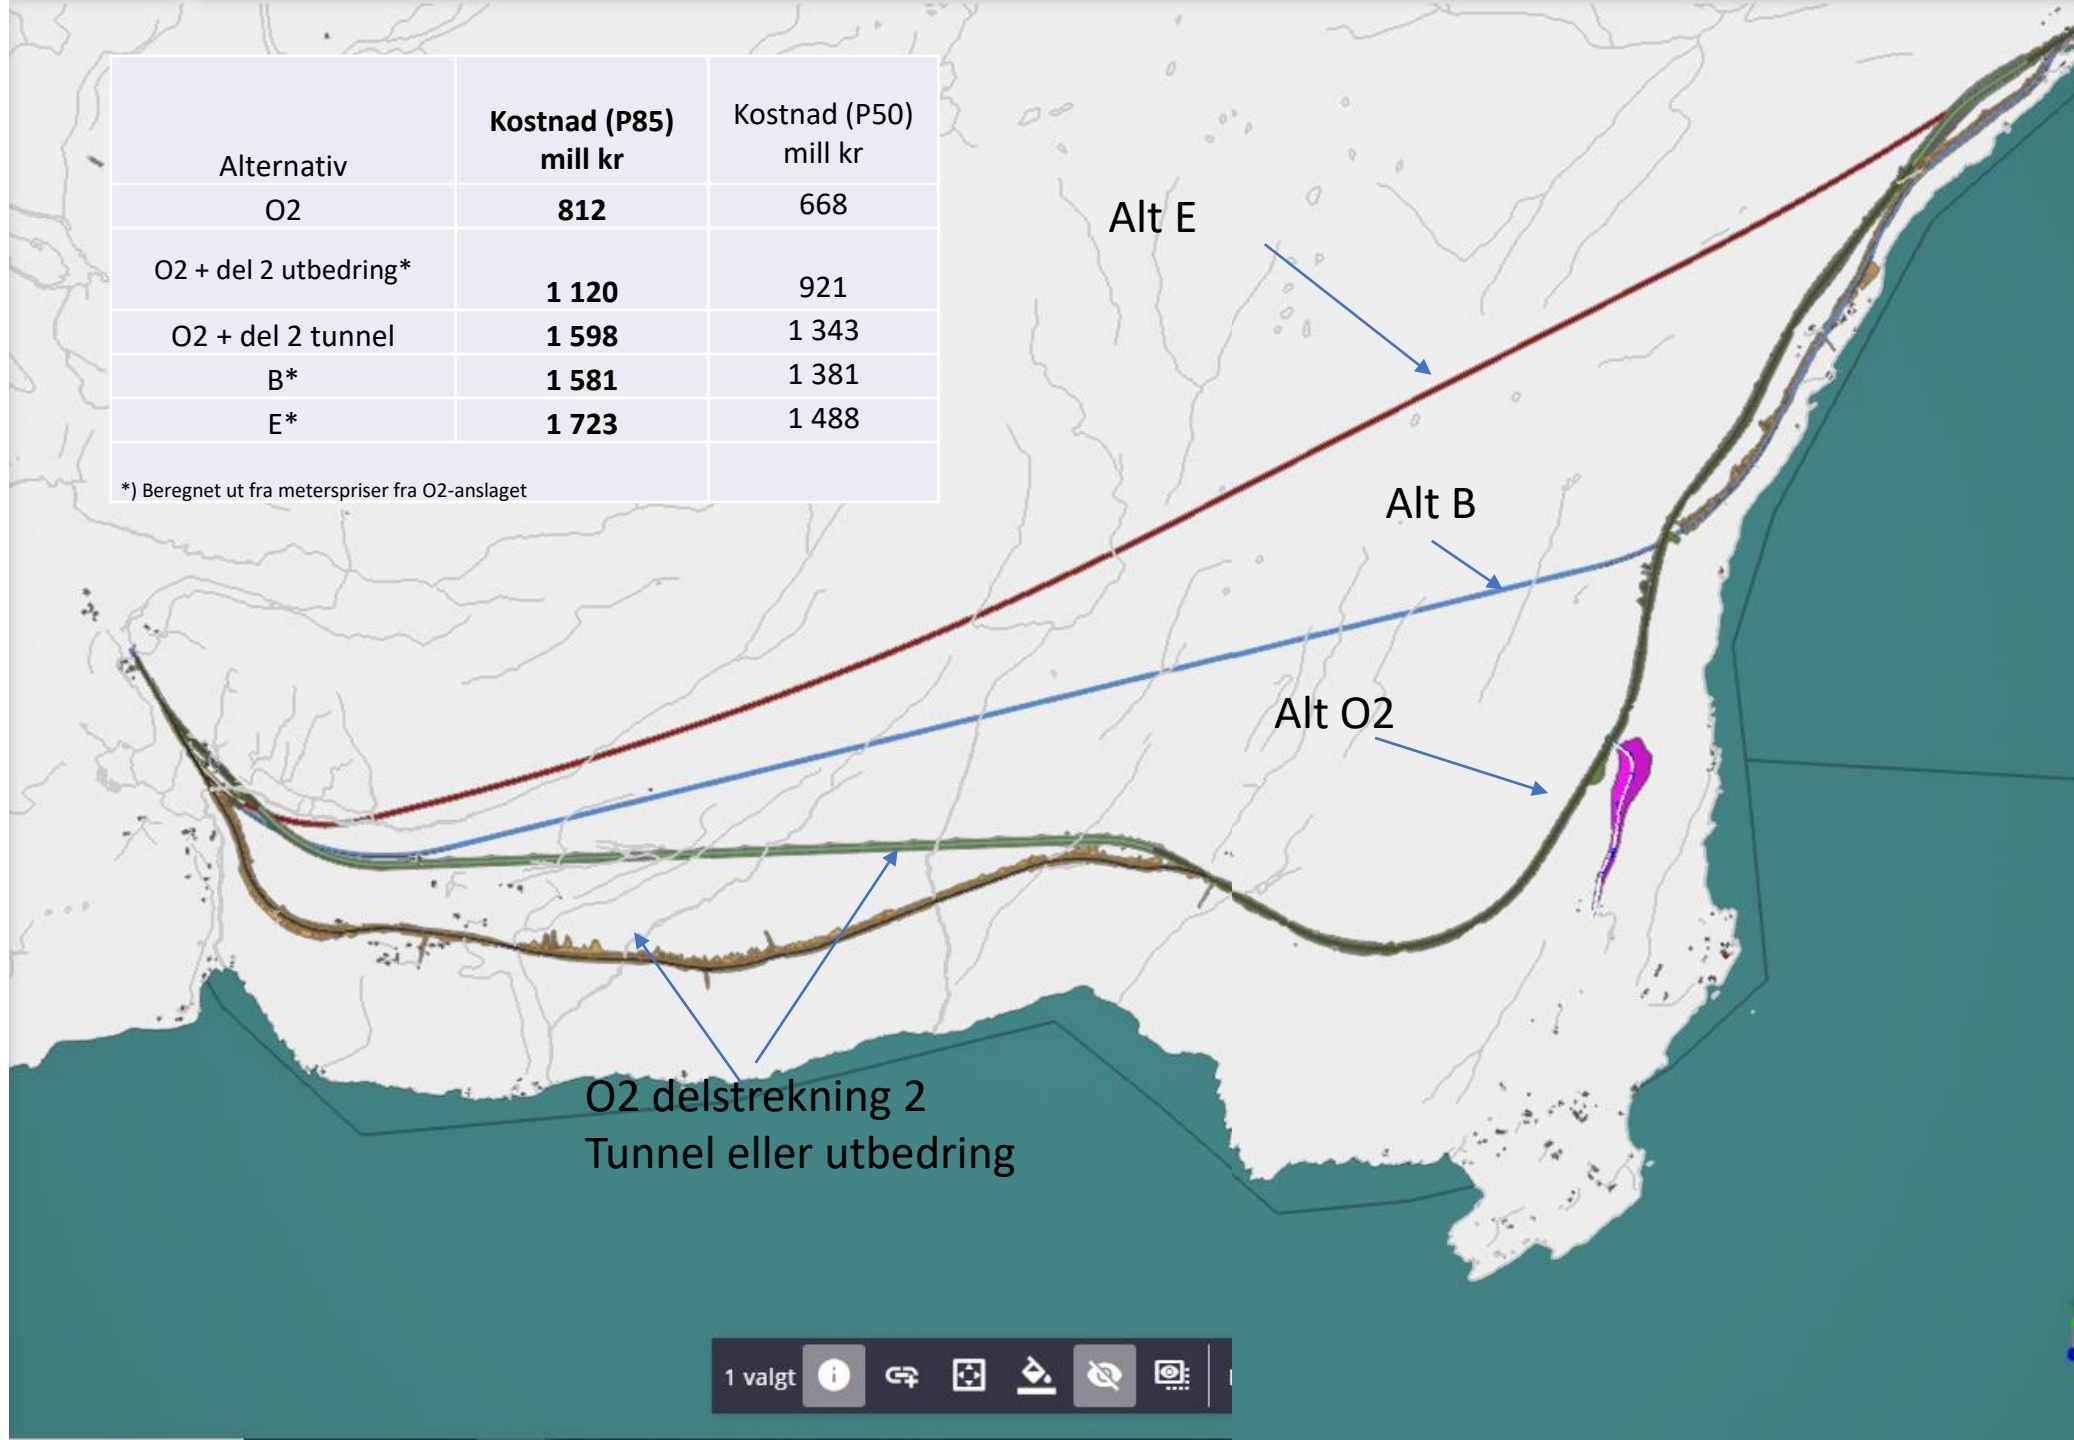 Alternativ Kostnad (P85) mill kr Kostnad (P50) mill kr
O2 812 668
O2 + del 2 utbedring* 1 120 921
O2 + del 2 tunnel 1 598 1 343
B* 1 581 1 381
E* 1 723 1 488
*) Beregnet ut fra meterspriser fra O2-anslaget
Alt E
Alt B
Alt O2
O2 delstrekning 2
Tunnel eller utbedring
1 valgt